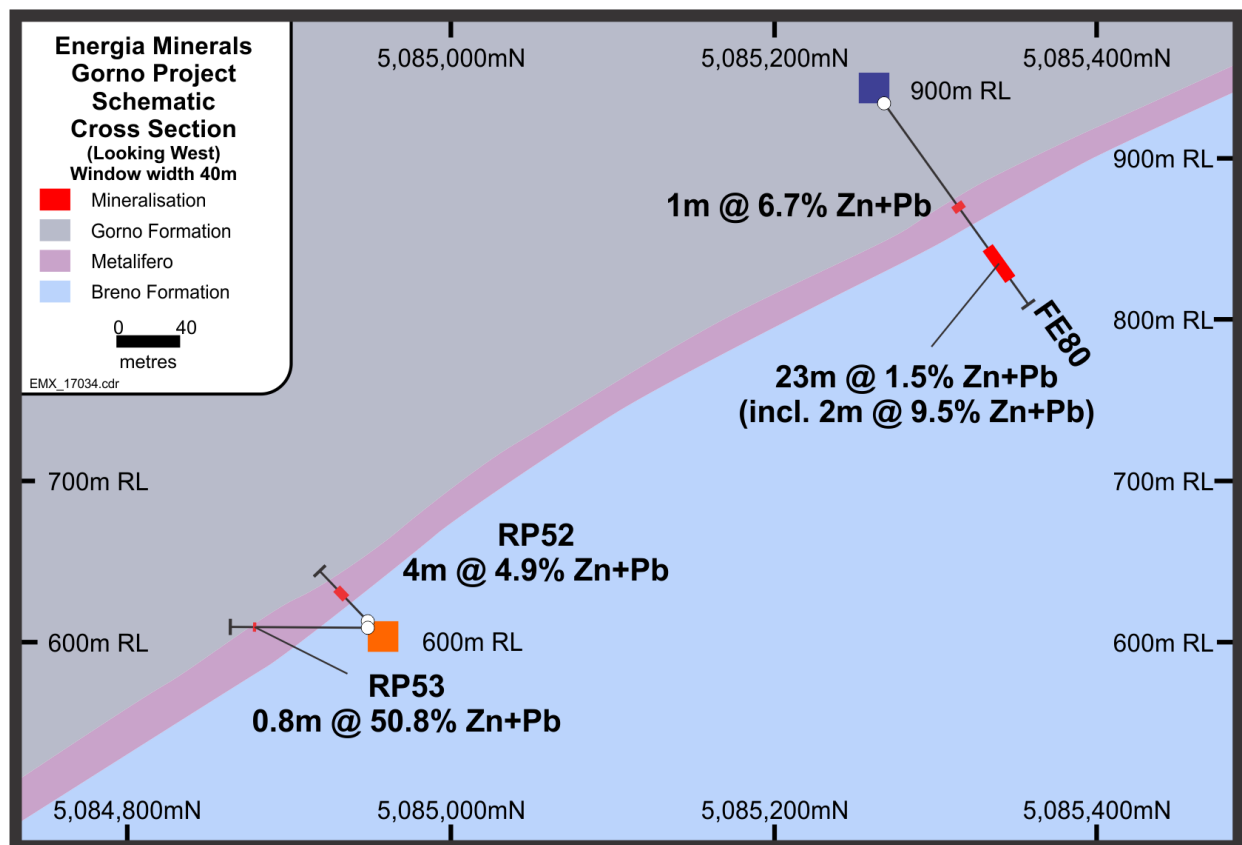 Energia Minerals
Gorno Project
Schematic
Cross Section
(Looking West)
Window width 40m
Mineralisation
Gorno Formation
Metalifero
Breno Formation
0 40
metres
EMX_17034.cdr
5,085,000mN 5,085,200mN 5,085,400mN
900m RL
900m RL
1m @ 6.7% Zn+Pb
800m RL
FE80
23m @ 1.5% Zn+Pb
(incl. 2m @ 9.5% Zn+Pb)
700m RL 700m RL
RP52
4m @ 4.9% Zn+Pb
600m RL 600m RL 600m RL
RP53
0.8m @ 50.8% Zn+Pb
5,084,800mN 5,085,000mN 5,085,200mN 5,085,400mN